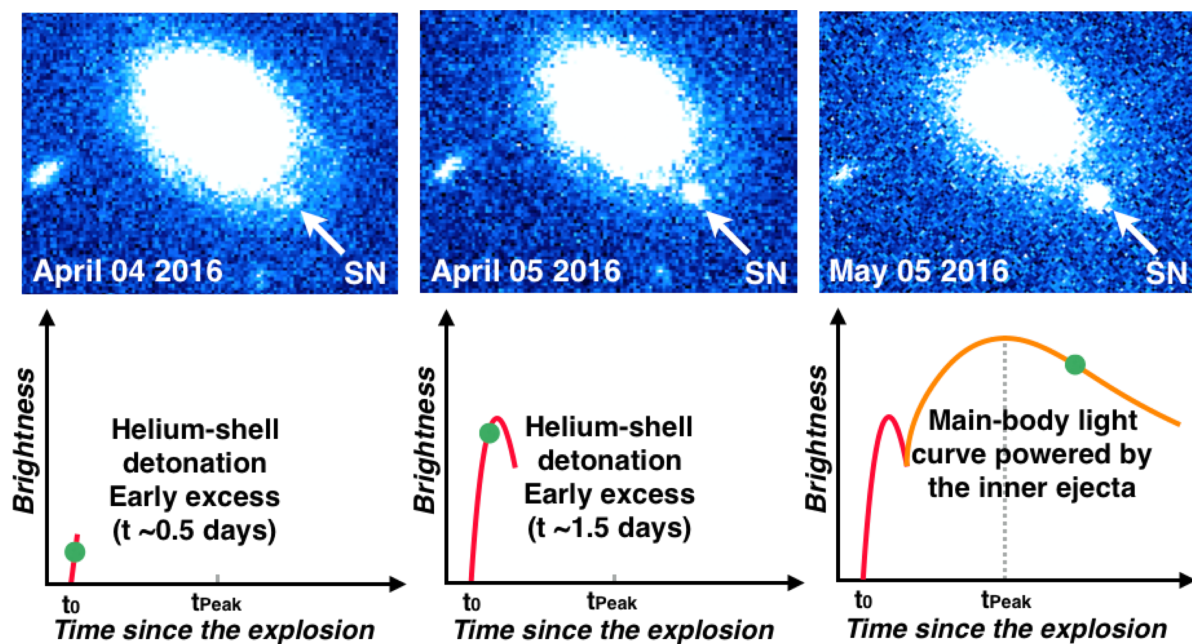 April 04 2016
SN
April 05 2016
SN
May 05 2016
SN
Brightness
Helium-shell
detonation
Early excess
(t ~0.5 days)
t0
tPeak
Time since the explosion
Brightness
Helium-shell
detonation
Early excess
(t ~1.5 days)
t0
tPeak
Time since the explosion
Brightness
Main-body light
curve powered by
the inner ejecta
t0
tPeak
Time since the explosion